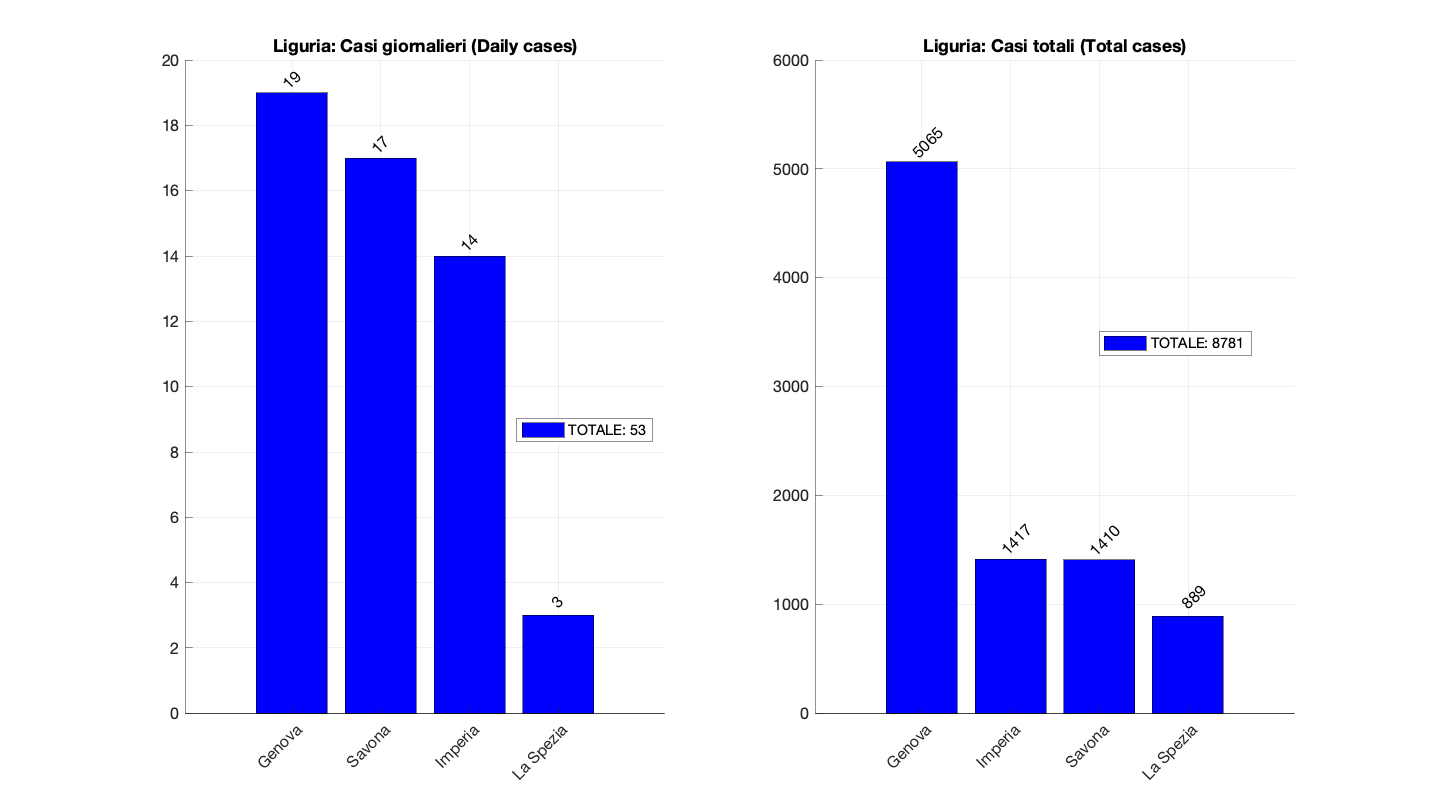 Liguria: Casi giornalieri (Daily cases)
20
18
16
14
12
10
8
6
4
2
0
19
17
14
3
TOTALE: 53
Genova
Savona
Imperia
La Spezia
Liguria: Casi totali (Total cases)
6000
5000
4000
3000
2000
1000
0
5065
1417
1410
889
TOTALE: 8781
Genova
Imperia
Savona
La Spezia